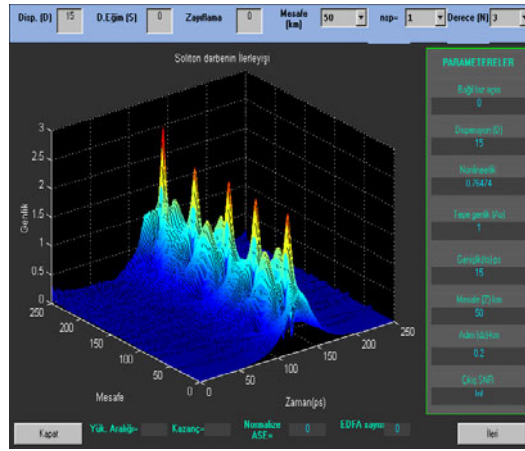 Disp. (D) 15 D.Eğim (S) 0 Zayıflama 0 Mesafe (km) 50 nsp= 1 Derece (N) 3
Soliton darbenin İlerleyişi
PARAMETERELER
0
Dispersiyon (D)
15
0.76474
Tepe genlik (Ao)
1
Genişlik(to) ps
15
Mesafe (Z) km
50
Adım (dz)-km
0.2
Çıkış SNR
Inf
3
2.5
2
1.5
1
0.5
0
Genlik
250
200
150
100
50
0
Mesafe
0
50
100
150
200
250
Zaman(ps)
Kapat Yük. Aralığı= Kazanç= Normalize ASE= 0 EDFA sayısı 0 İleri